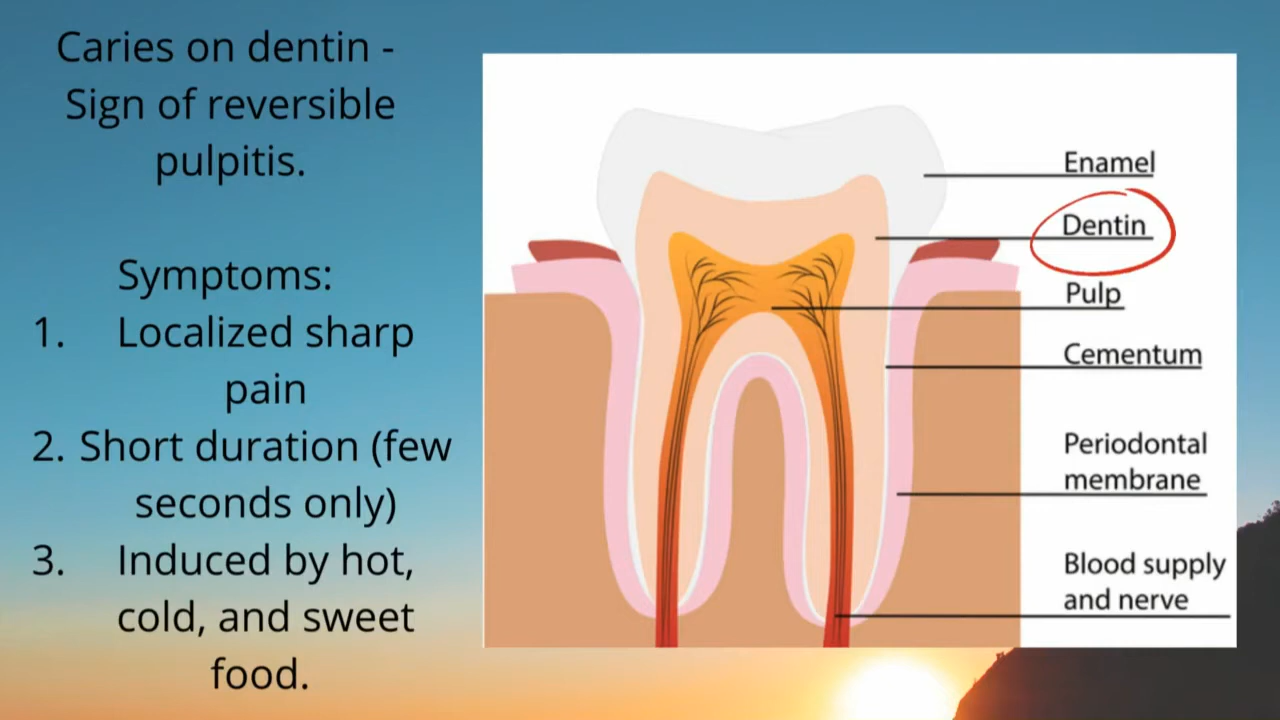 Caries on dentin -
Sign of reversible
pulpitis.
Symptoms:
1. Localized sharp
pain
2. Short duration (few
seconds only)
3. Induced by hot,
cold, and sweet
food.
Enamel
Dentin
Pulp
Cementum
Periodontal
membrane
Blood supply
and nerve